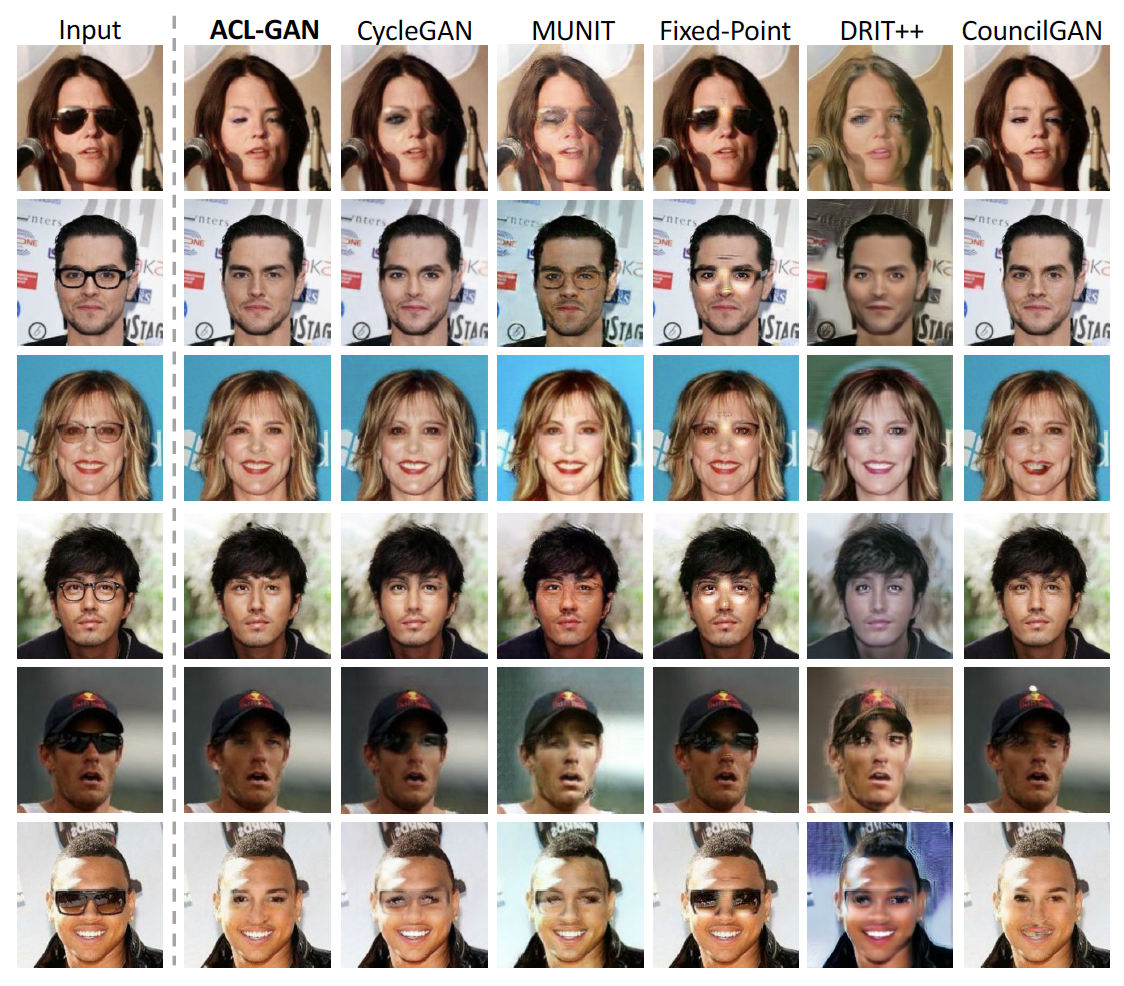 Input
ACL-GAN
CycleGAN
MUNIT
Fixed-Point
DRIT++
CouncilGAN